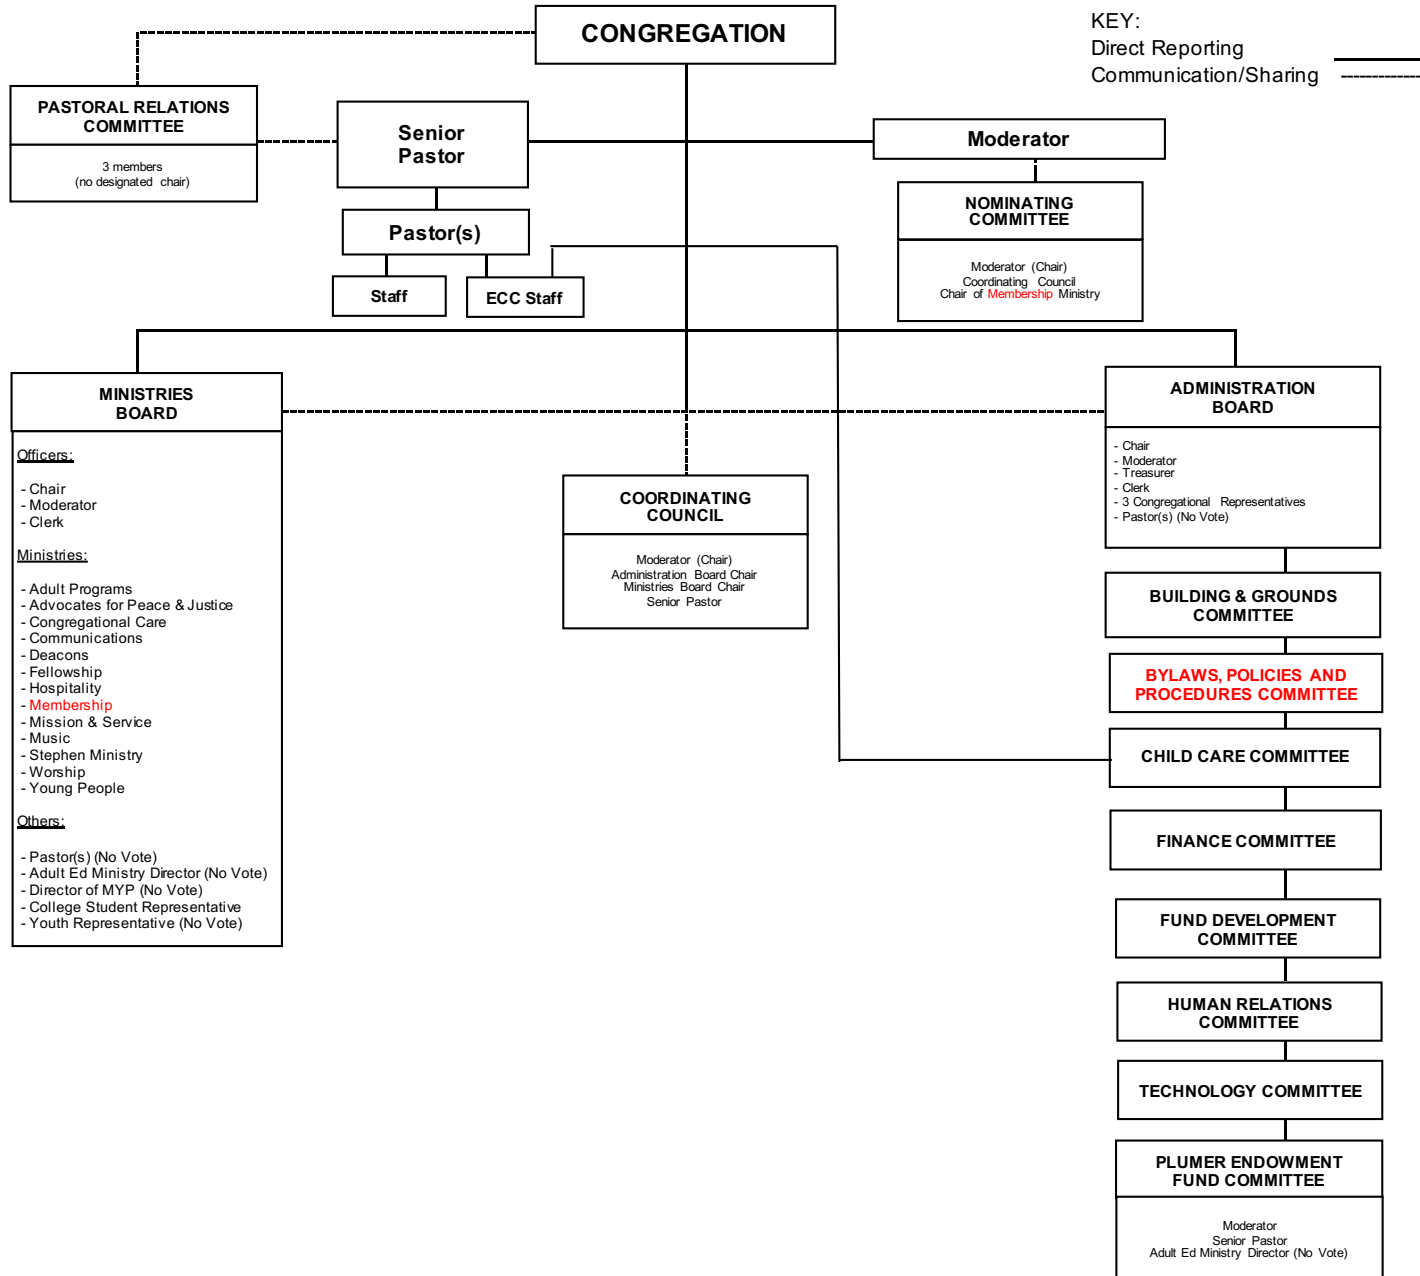 CONGREGATION
KEY:
Direct Reporting
Communication/Sharing
PASTORAL RELATIONS
COMMITTEE
3 members
(no designated chair)
Senior
Pastor
Moderator
Pastor(s)
Staff
ECC Staff
NOMINATING
COMMITTEE
Moderator (Chair)
Coordinating Council
Chair of Membership Ministry
MINISTRIES
BOARD
Officers:
- Chair
- Moderator
- Clerk
Ministries:
- Adult Programs
- Advocates for Peace & Justice
- Congregational Care
- Communications
- Deacons
- Fellowship
- Hospitality
- Membership
- Mission & Service
- Music
- Stephen Ministry
- Worship
- Young People
Others:
- Pastor(s) (No Vote)
- Adult Ed Ministry Director (No Vote)
- Director of MYP (No Vote)
- College Student Representative
- Youth Representative (No Vote)
COORDINATING
COUNCIL
Moderator (Chair)
Administration Board Chair
Ministries Board Chair
Senior Pastor
ADMINISTRATION
BOARD
- Chair
- Moderator
- Treasurer
- Clerk
- 3 Congregational Representatives
- Pastor(s) (No Vote)
BUILDING & GROUNDS
COMMITTEE
BYLAWS, POLICIES AND
PROCEDURES COMMITTEE
CHILD CARE COMMITTEE
FINANCE COMMITTEE
FUND DEVELOPMENT
COMMITTEE
HUMAN RELATIONS
COMMITTEE
TECHNOLOGY COMMITTEE
PLUMER ENDOWMENT
FUND COMMITTEE
Moderator
Senior Pastor
Adult Ed Ministry Director (No Vote)